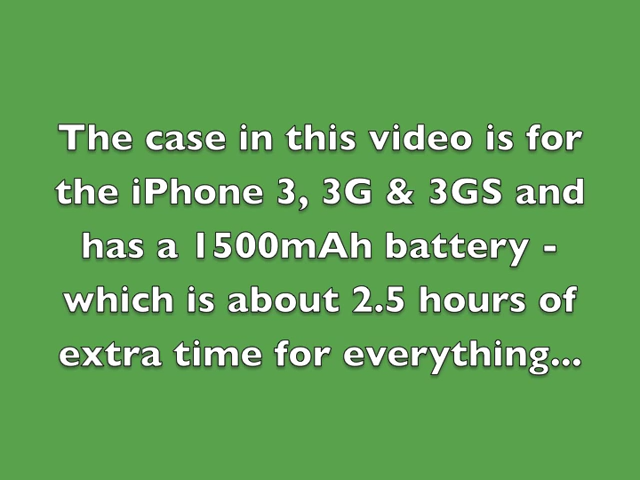 The case in this video is for
the iPhone 3, 3G & 3GS and
has a 1500mAh battery -
which is about 2.5 hours of
extra time for everything...